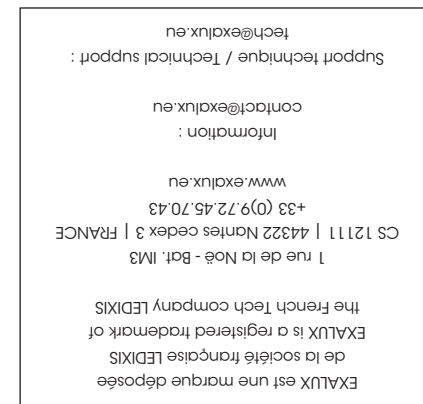 EXALUX est une marque déposée
de la société française LEDIXIS
EXALUX is a registered trademark of
the French Tech company LEDIXIS
1 rue de la Noë - Bat. IM3
CS 12111 | 44322 Nantes cedex 3 | FRANCE
+33 (0)9.72.45.70.43
www.exalux.eu
Information :
contact@exalux.eu
Support technique / Technical support :
tech@exalux.eu